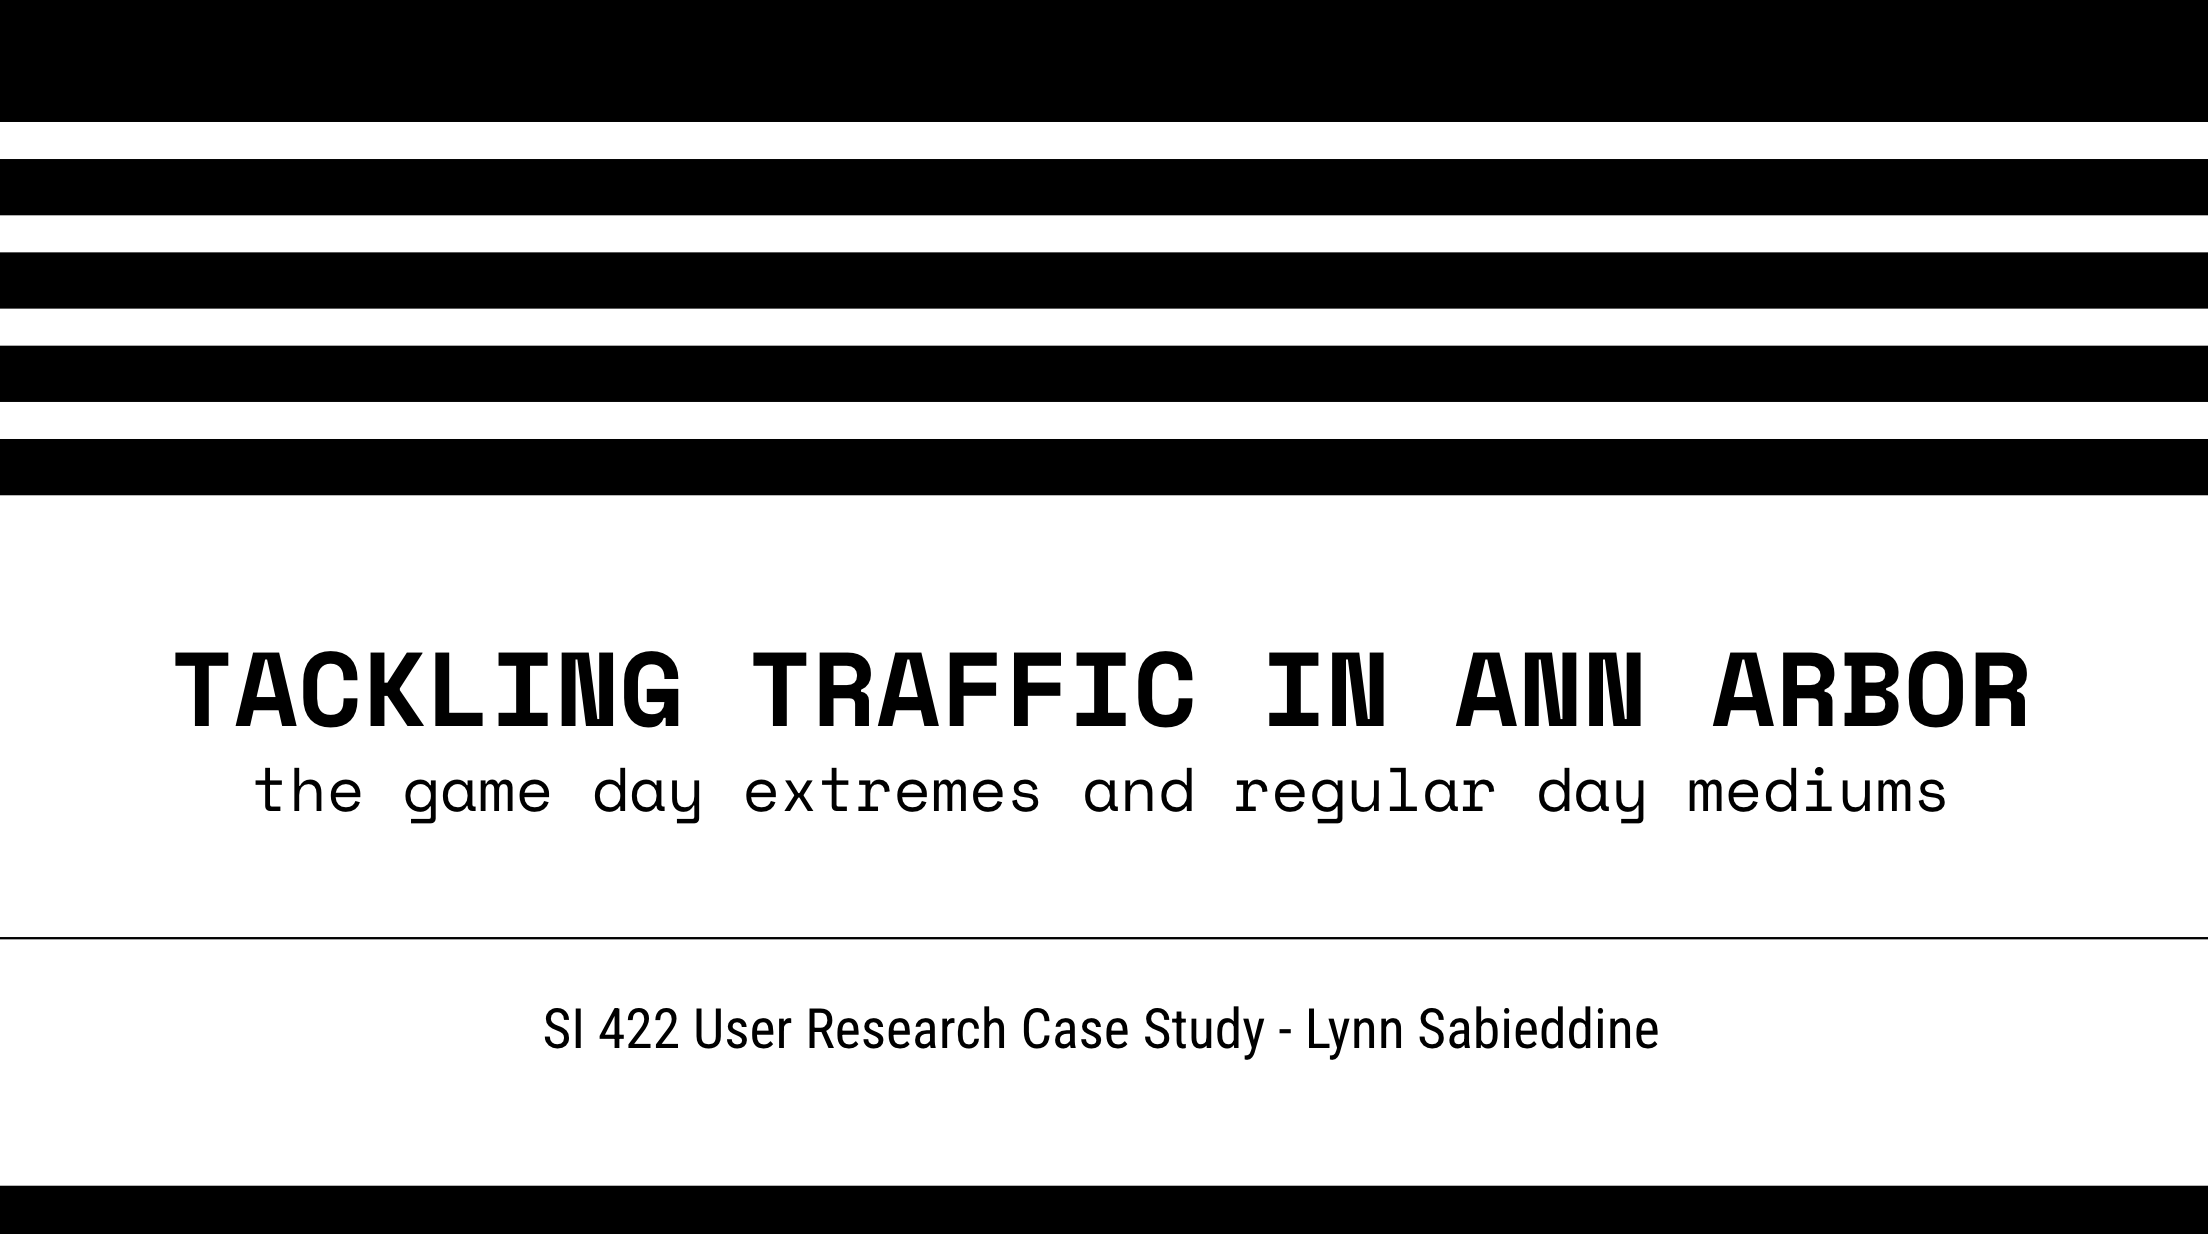 TACKLING TRAFFIC IN ANN ARBOR
the game day extremes and regular day mediums
SI 422 User Research Case Study - Lynn Sabieddine